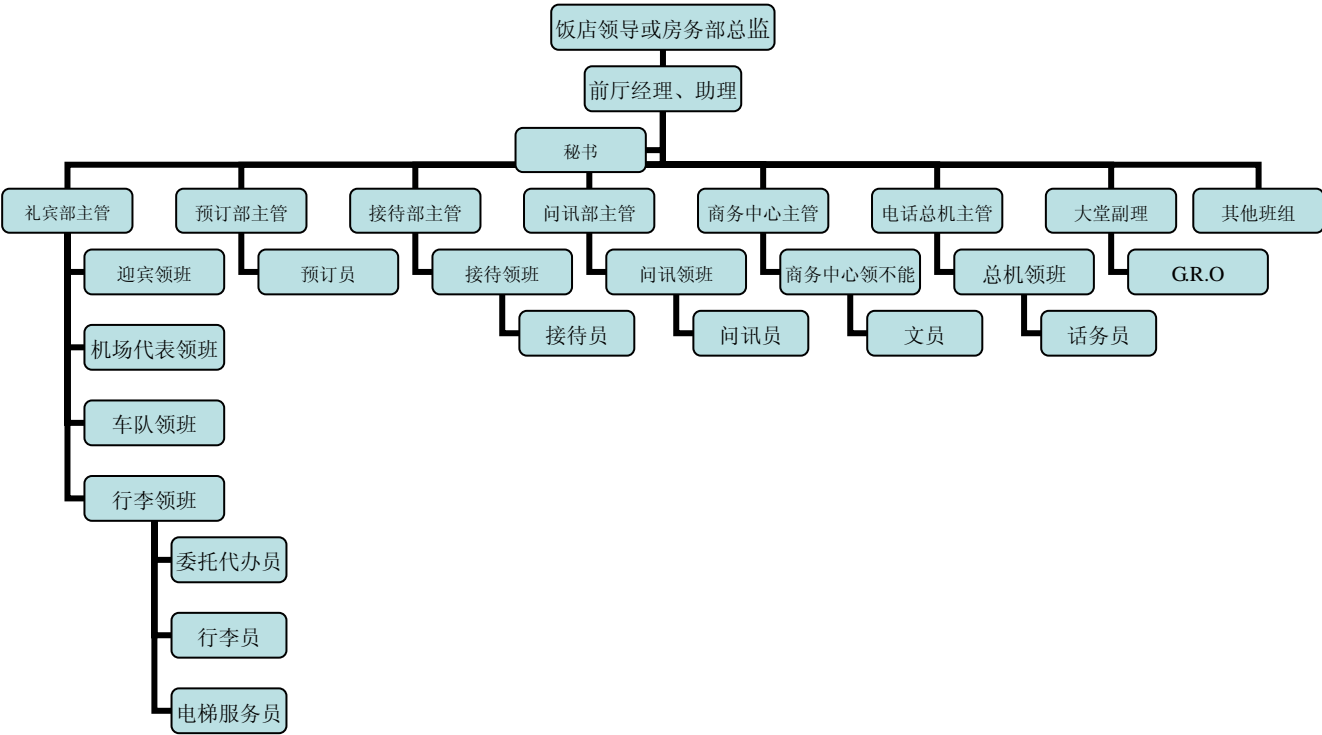 饭店领导或房务部总监
前厅经理、助理
秘书
礼宾部主管
预订部主管
接待部主管
问讯部主管
商务中心主管
电话总机主管
大堂副理
其他班组
迎宾领班
预订员
接待领班
问讯领班
商务中心领不能
总机领班
G.R.O
接待员
问讯员
文员
话务员
机场代表领班
车队领班
行李领班
委托代办员
行李员
电梯服务员